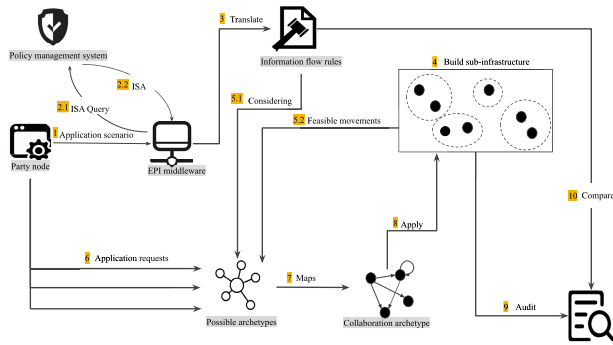 3 Translate
Policy management system
Information flow rules
4 Build sub-infrastructure
2.2 ISA
5.1 Considering
2.1 ISA Query
5.2 Feasible movements
1 Application scenario
Party node
EPI middleware
10 Compare
8 Apply
6 Application requests
7 Maps
9 Audit
Possible archetypes
Collaboration archetype